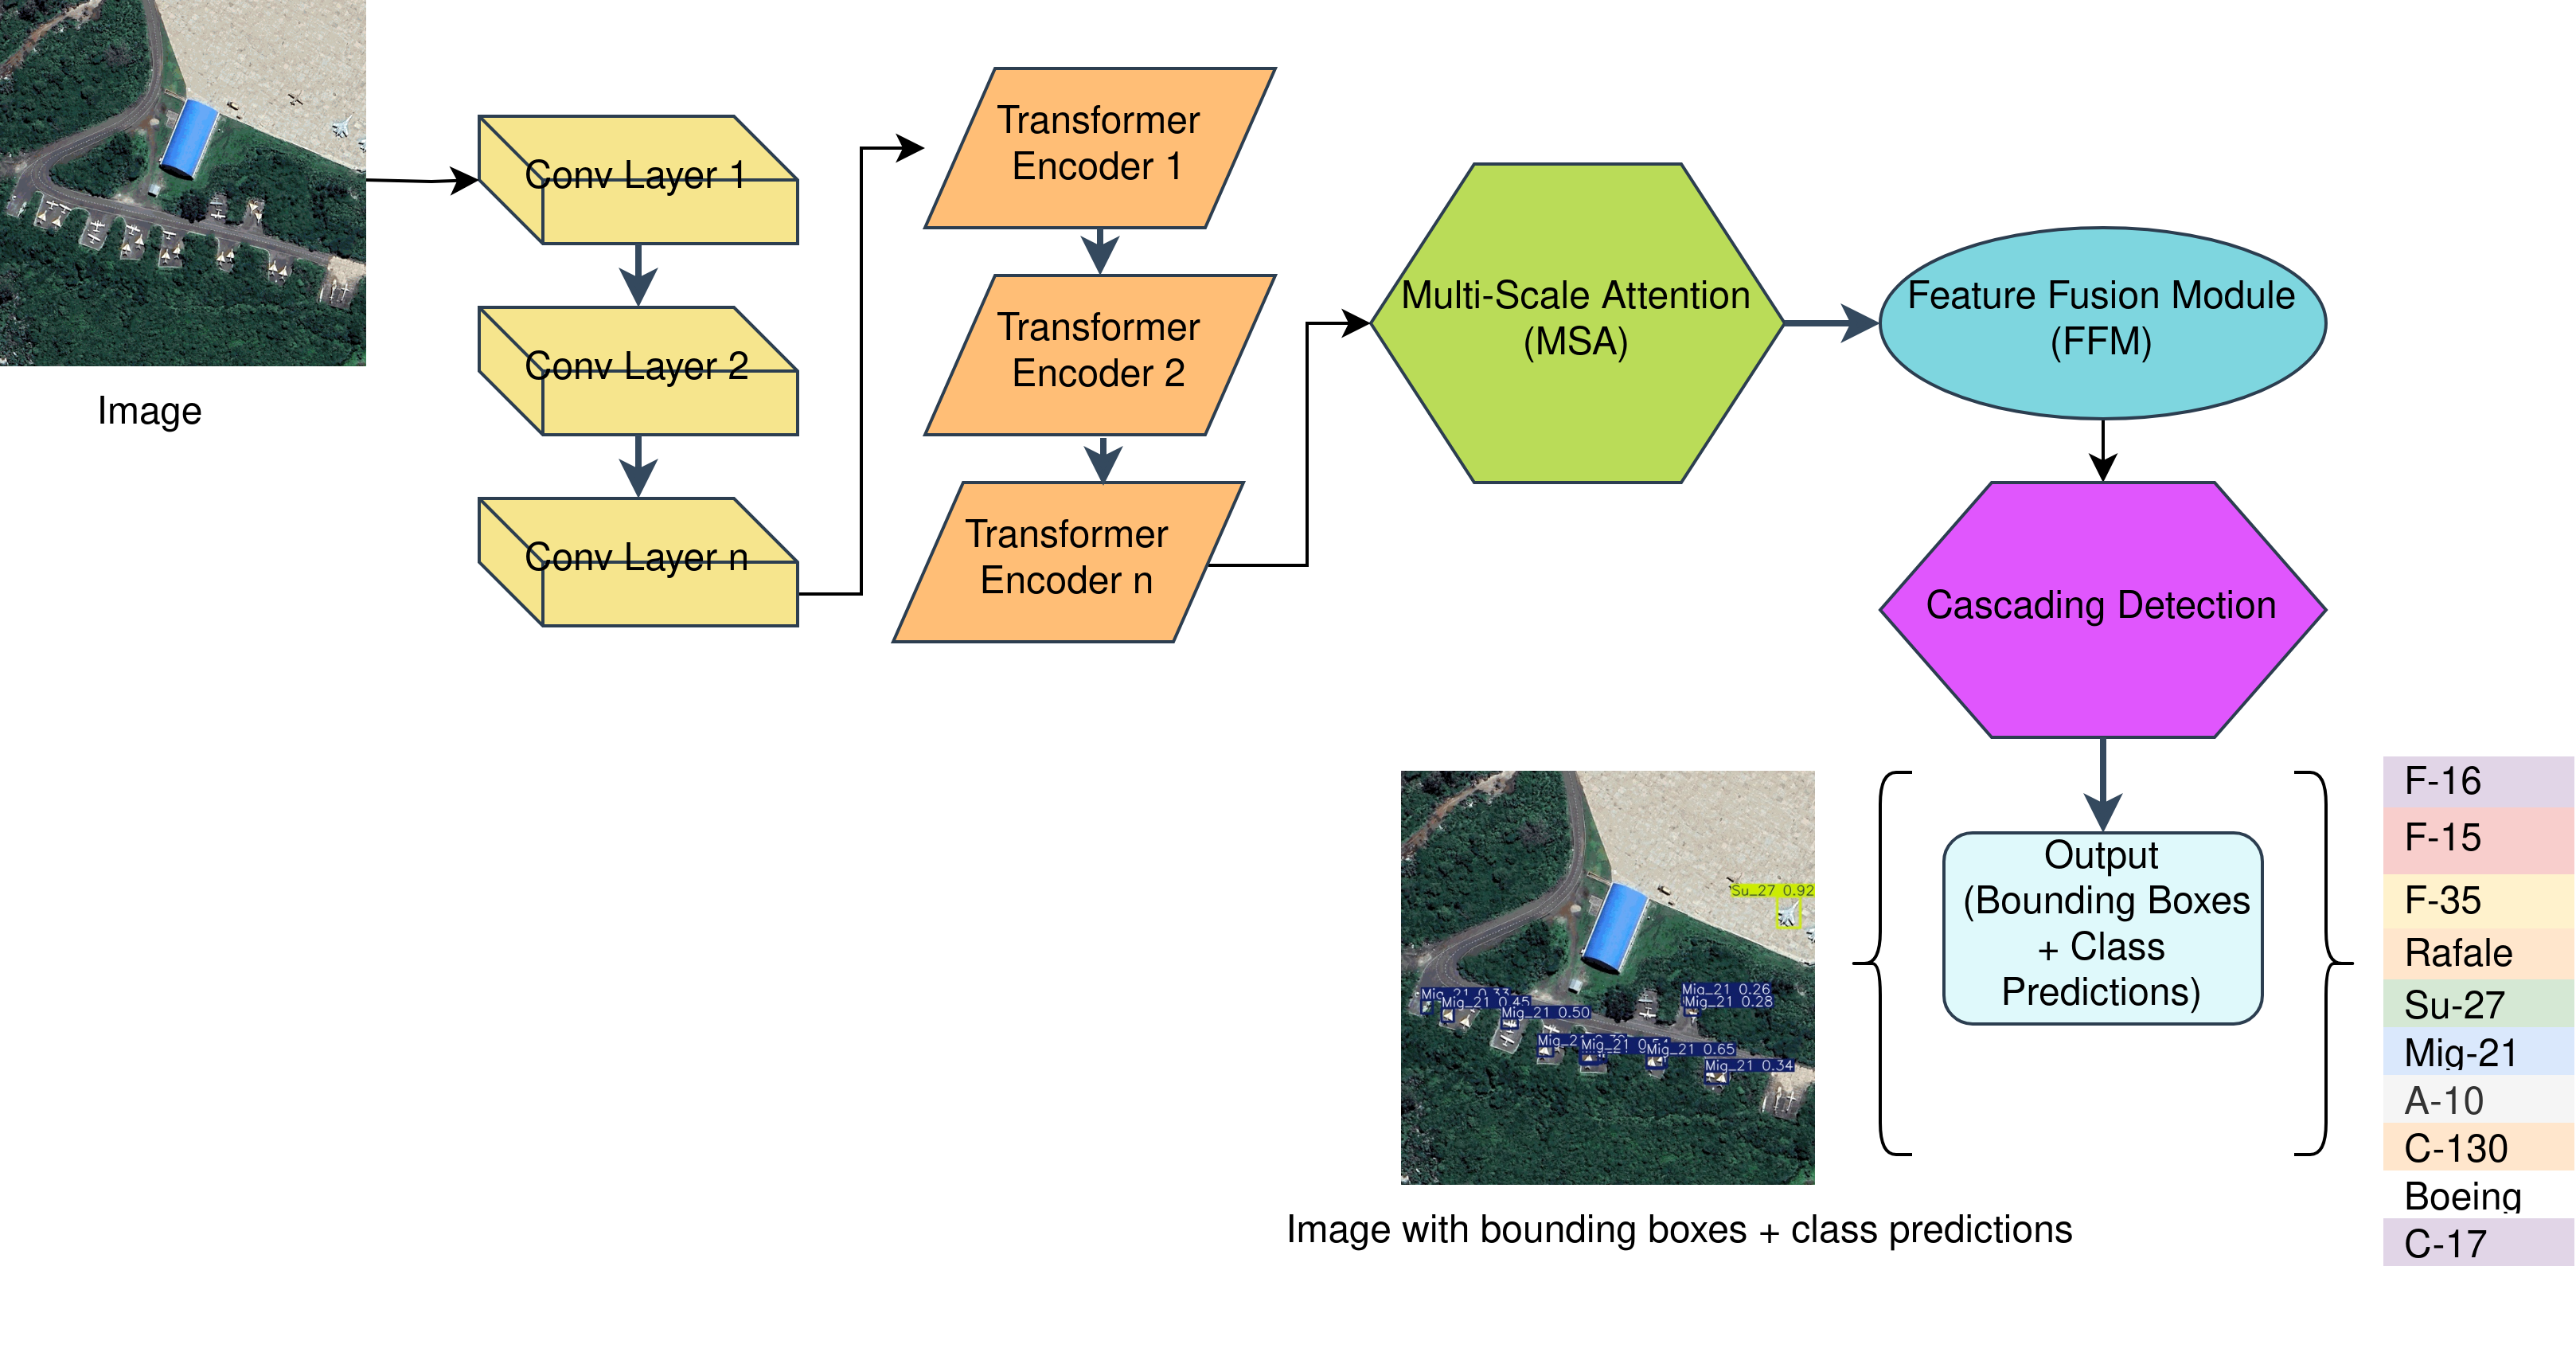 Image
Conv Layer 1
Conv Layer 2
Conv Layer n
Transformer
Encoder 1
Transformer
Encoder 2
Transformer
Encoder n
Multi-Scale Attention
(MSA)
Feature Fusion Module
(FFM)
Cascading Detection
Output
(Bounding Boxes
+ Class
Predictions)
Su_27 0.92
Mig_21 0.26
Mig_21 0.28
Mig_21 0.33
Mig_21 0.45
Mig_21 0.50
Mig_21
Mig_21
Mig_21 0.65
Mig_21 0.34
Image with bounding boxes + class predictions
F-16
F-15
F-35
Rafale
Su-27
Mig-21
A-10
C-130
Boeing
C-17